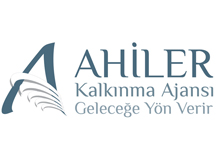 AHİLER
Kalkınma Ajansı
Geleceğe Yön Verir